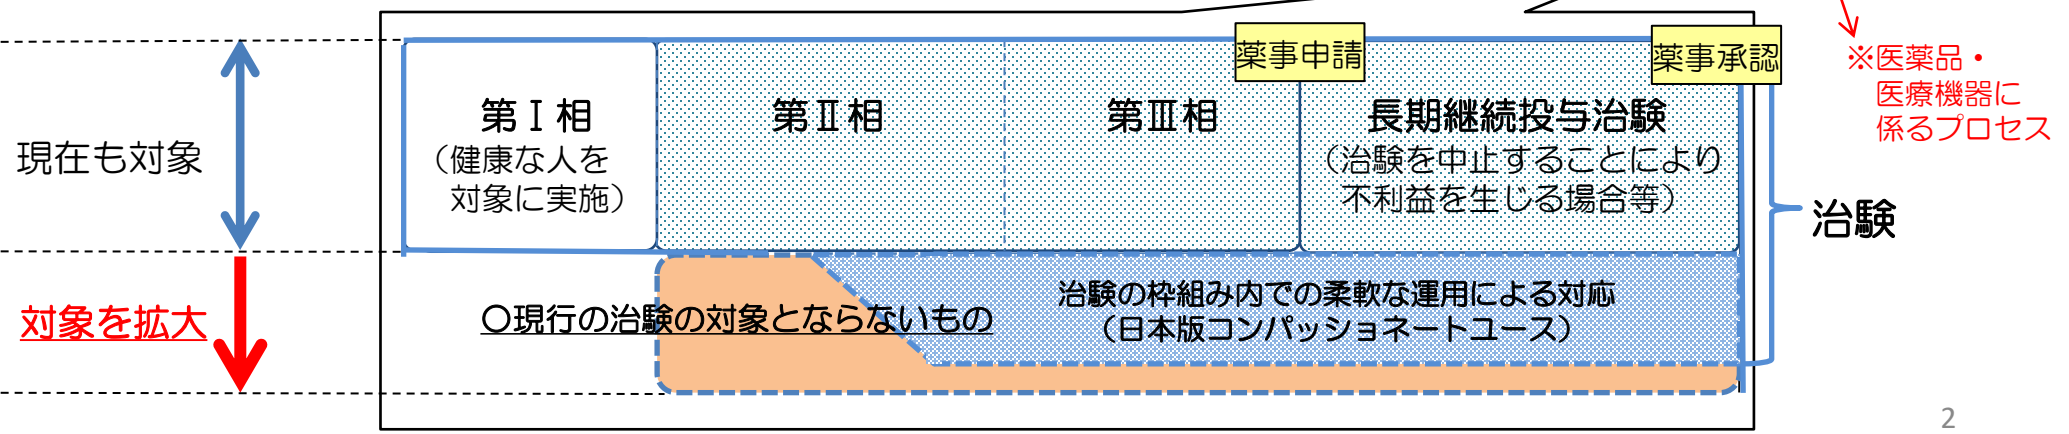 薬事申請
薬事承認
※医薬品・
医療機器に
係るプロセス
現在も対象
第Ⅰ相
（健康な人を
対象に実施）
第Ⅱ相
第Ⅲ相
長期継続投与治験
（治験を中止することにより
不利益を生じる場合等）
治験
対象を拡大
〇現行の治験の対象とならないもの
治験の枠組み内での柔軟な運用による対応
（日本版コンパッショネートユース）
2